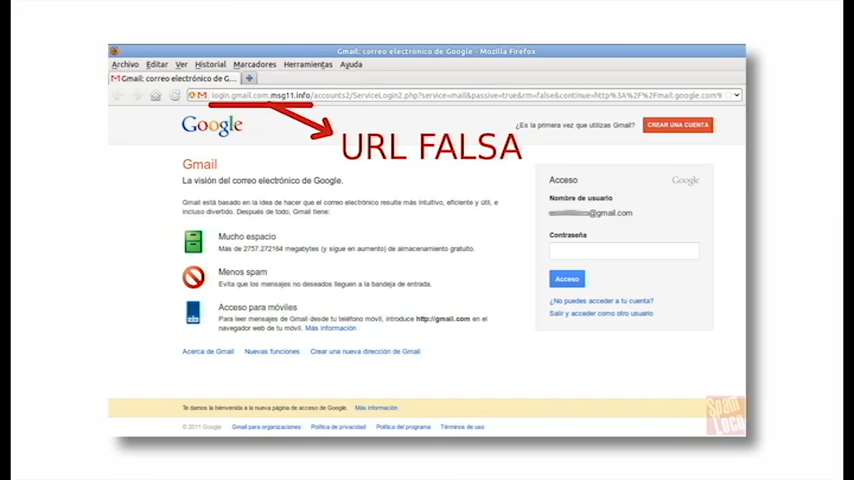 Gmail: correo electrónico de Google - Mozilla Firefox
Archivo Editar Ver Historial Marcadores Herramientas Ayuda
Gmail: correo electrónico de G...
login.gmail.com.msg11.info/accounts2/ServiceLogin2.php?service=mail&passive=true&rm=false&continue=http%3A%2F%2Fmail.google.com%
Google
¿Es la primera vez que utilizas Gmail? CREAR UNA CUENTA
URL FALSA
Gmail
La visión del correo electrónico de Google.
Gmail está basado en la idea de hacer que el correo electrónico resulte más intuitivo, eficiente y útil, e
incluso divertido. Después de todo, Gmail tiene:
Mucho espacio
Más de 2757.272164 megabytes (y sigue en aumento) de almacenamiento gratuito.
Menos spam
Evita que los mensajes no deseados lleguen a la bandeja de entrada.
Acceso para móviles
Para leer mensajes de Gmail desde tu teléfono móvil, introduce http://gmail.com en el
navegador web de tu móvil. Más información
Acerca de Gmail Nuevas funciones Crear una nueva dirección de Gmail
Acceso Google
Nombre de usuario
@gmail.com
Contraseña
Acceso
¿No puedes acceder a tu cuenta?
Salir y acceder como otro usuario
Te damos la bienvenida a la nueva página de acceso de Google. Más información
© 2011 Google Gmail para organizaciones Política de privacidad Política del programa Términos de uso
Spam
Loco